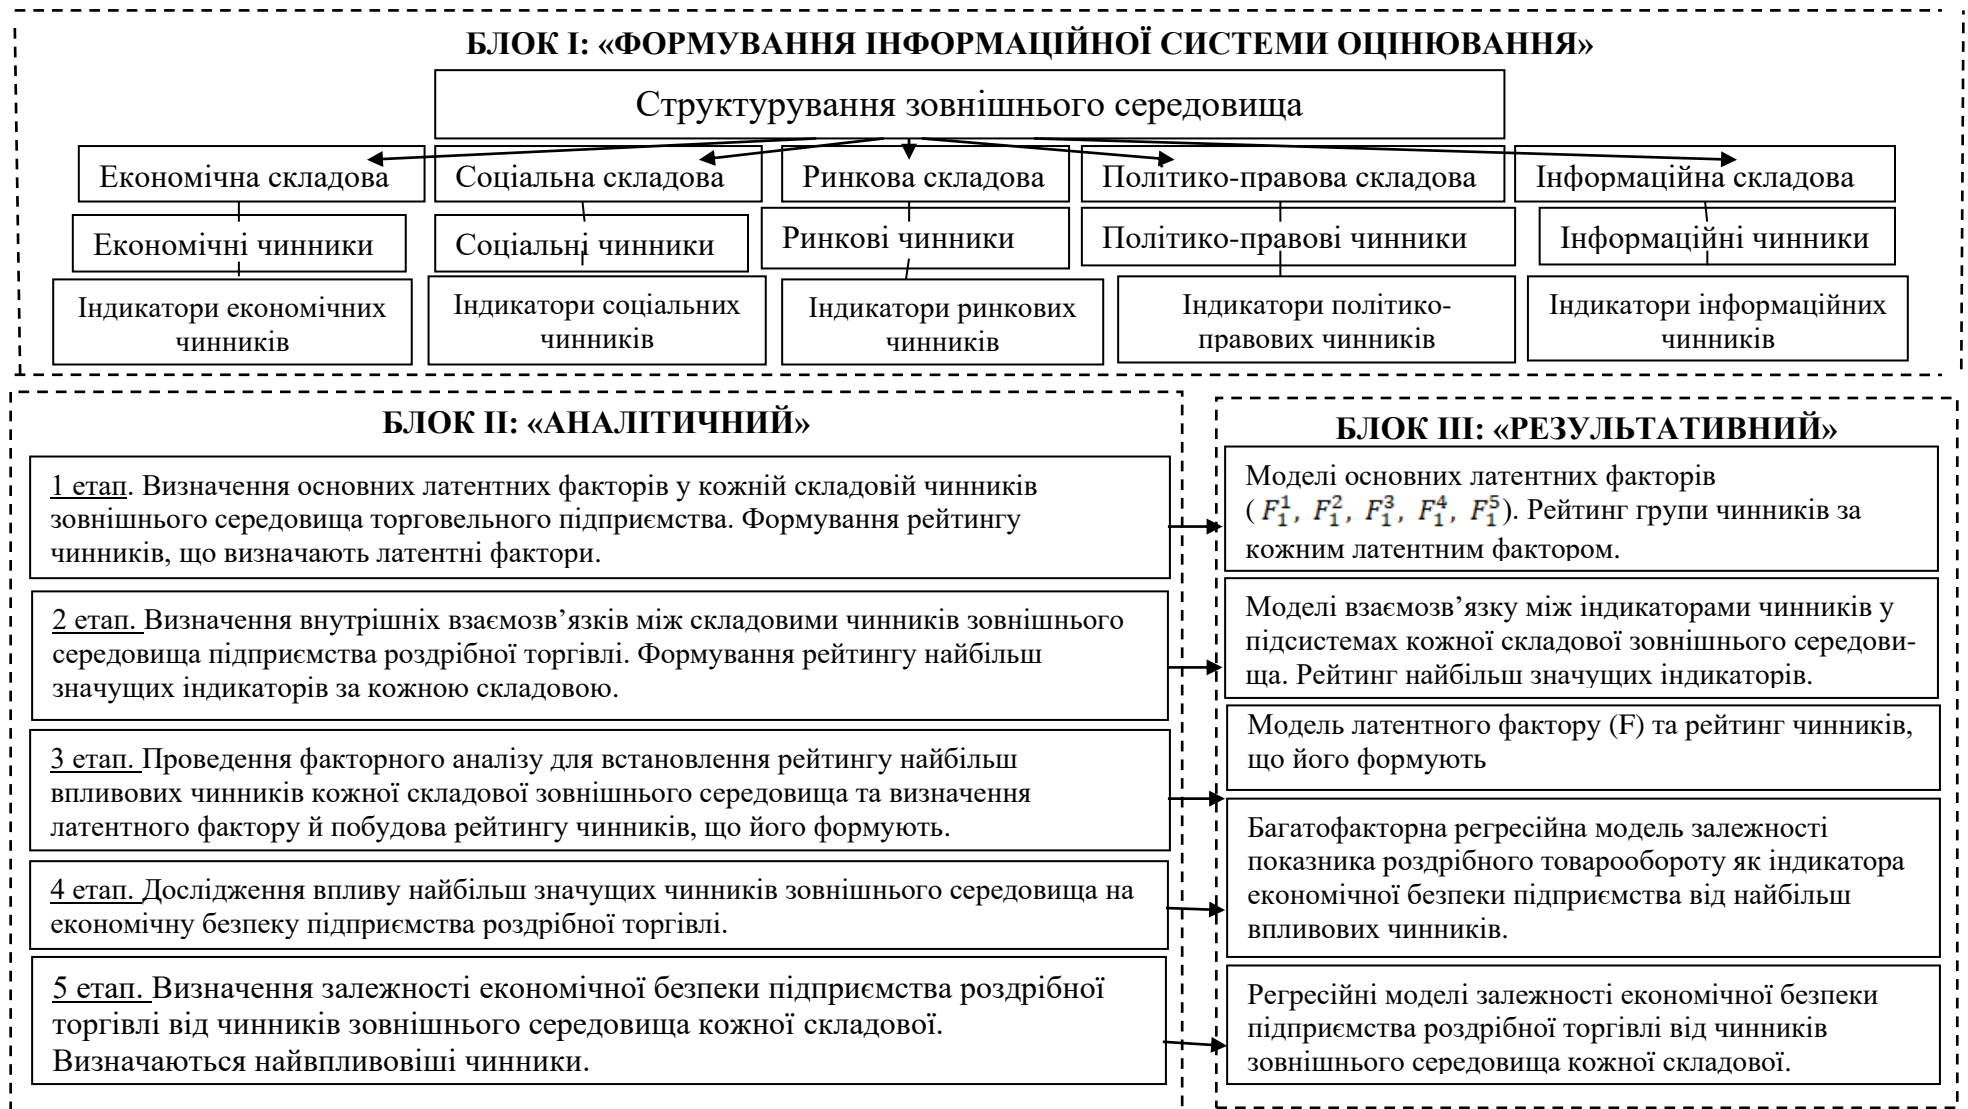 БЛОК І: «ФОРМУВАННЯ ІНФОРМАЦІЙНОЇ СИСТЕМИ ОЦІНЮВАННЯ»
Структурування зовнішнього середовища
Економічна складова
Соціальна складова
Ринкова складова
Політико-правова складова
Інформаційна складова
Економічні чинники
Соціальні чинники
Ринкові чинники
Політико-правові чинники
Інформаційні чинники
Індикатори економічних
чинників
Індикатори соціальних
чинників
Індикатори ринкових
чинників
Індикатори політико-
правових чинників
Індикатори інформаційних
чинників
БЛОК ІІ: «АНАЛІТИЧНИЙ»
1 етап. Визначення основних латентних факторів у кожній складовій чинників
зовнішнього середовища торговельного підприємства. Формування рейтингу
чинників, що визначають латентні фактори.
2 етап. Визначення внутрішніх взаємозв’язків між складовими чинників зовнішнього
середовища підприємства роздрібної торгівлі. Формування рейтингу найбільш
значущих індикаторів за кожною складовою.
3 етап. Проведення факторного аналізу для встановлення рейтингу найбільш
впливових чинників кожної складової зовнішнього середовища та визначення
латентного фактору й побудова рейтингу чинників, що його формують.
4 етап. Дослідження впливу найбільш значущих чинників зовнішнього середовища на
економічну безпеку підприємства роздрібної торгівлі.
5 етап. Визначення залежності економічної безпеки підприємства роздрібної
торгівлі від чинників зовнішнього середовища кожної складової.
Визначаються найвпливовіші чинники.
БЛОК ІІІ: «РЕЗУЛЬТАТИВНИЙ»
Моделі основних латентних факторів
( F₁¹, F₁², F₁³, F₁⁴, F₁⁵). Рейтинг групи чинників за
кожним латентним фактором.
Моделі взаємозв’язку між індикаторами чинників у
підсистемах кожної складової зовнішнього середови-
ща. Рейтинг найбільш значущих індикаторів.
Модель латентного фактору (F) та рейтинг чинників,
що його формують
Багатофакторна регресійна модель залежності
показника роздрібного товарообороту як індикатора
економічної безпеки підприємства від найбільш
впливових чинників.
Регресійні моделі залежності економічної безпеки
підприємства роздрібної торгівлі від чинників
зовнішнього середовища кожної складової.